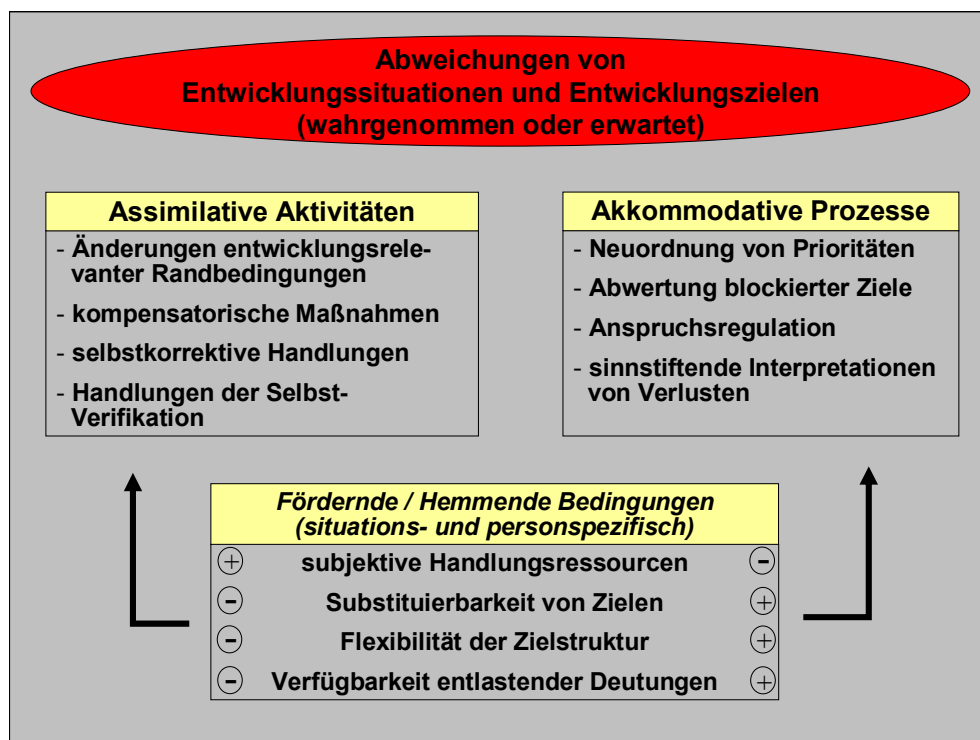 Abweichungen von
Entwicklungssituationen und Entwicklungszielen
(wahrgenommen oder erwartet)
Assimilative Aktivitäten
- Änderungen entwicklungsrele-
vanter Randbedingungen
- kompensatorische Maßnahmen
- selbstkorrektive Handlungen
- Handlungen der Selbst-
Verifikation
Akkommodative Prozesse
- Neuordnung von Prioritäten
- Abwertung blockierter Ziele
- Anspruchsregulation
- sinnstiftende Interpretationen
von Verlusten
Fördernde / Hemmende Bedingungen
(situations- und personspezifisch)
+ subjektive Handlungsressourcen -
- Substituierbarkeit von Zielen +
- Flexibilität der Zielstruktur +
- Verfügbarkeit entlastender Deutungen +